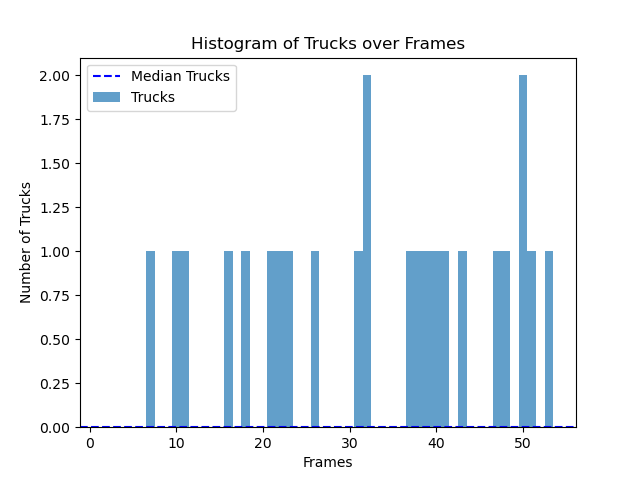 Histogram of Trucks over Frames
Median Trucks
Trucks
2.00
1.75
1.50
1.25
1.00
0.75
0.50
0.25
0.00
Number of Trucks
0 10 20 30 40 50
Frames